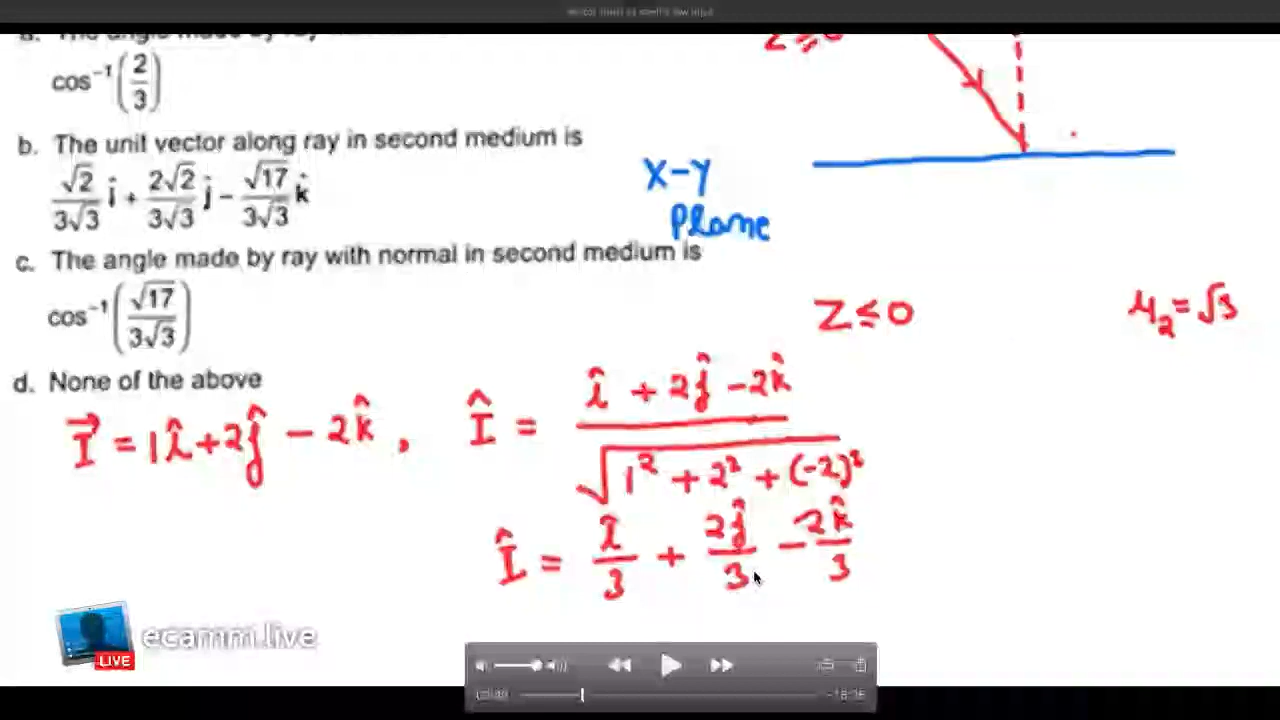 cos⁻¹(2/3)
Z
b. The unit vector along ray in second medium is
√2/3√3 î + 2√2/3√3 ĵ − √17/3√3 k̂
X-Y
Plane
c. The angle made by ray with normal in second medium is
cos⁻¹(√17/3√3)
Z ≤ 0
μ₂ = √3
d. None of the above
I⃗ = 1î + 2ĵ − 2k̂ ,
Î = (î + 2ĵ − 2k̂)/√(1² + 2² + (−2)²)
Î = î/3 + 2ĵ/3 − 2k̂/3
ecamm.live
LIVE